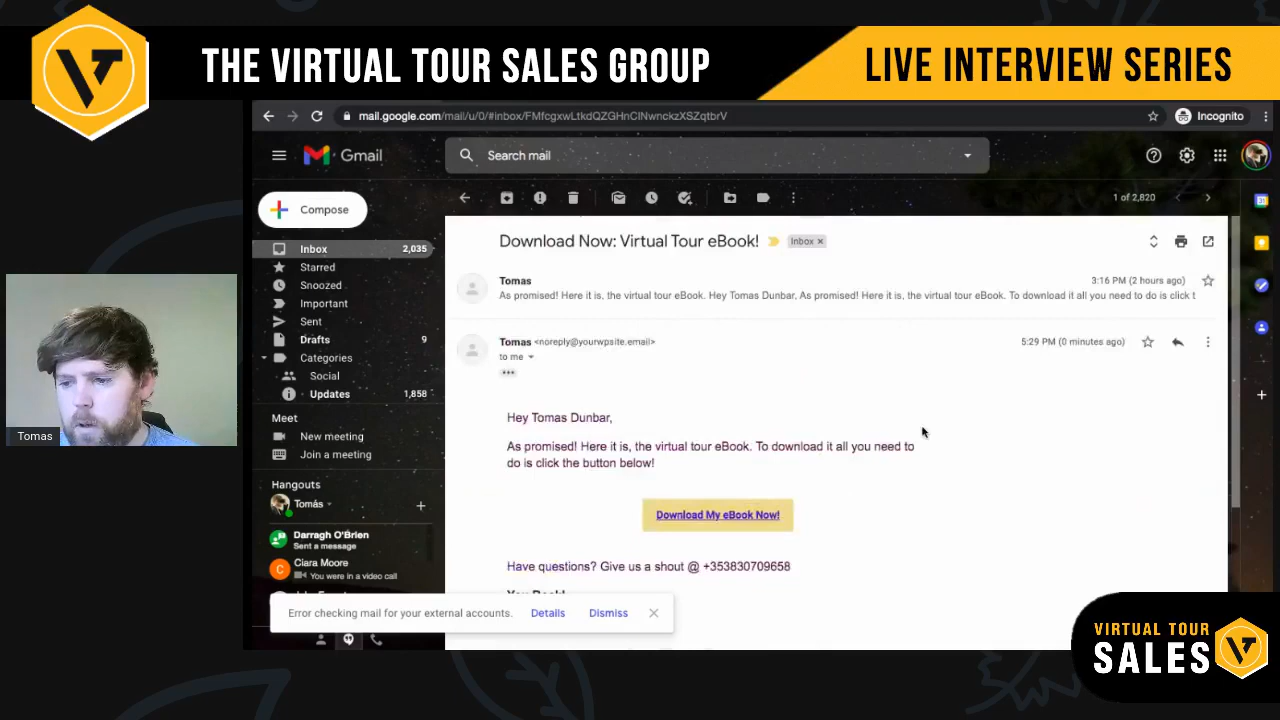 THE VIRTUAL TOUR SALES GROUP
LIVE INTERVIEW SERIES
mail.google.com/mail/u/0/#inbox/FMfcgxwLtkdQZGHnClNwnckzXSZqtbrV
Incognito
Gmail
Search mail
Compose
1 of 2,820
Inbox 2,035
Starred
Snoozed
Important
Sent
Drafts 9
Categories
Social
Updates 1,858
Meet
New meeting
Join a meeting
Hangouts
Tomás
Darragh O'Brien
Sent a message
Ciara Moore
You were in a video call
Download Now: Virtual Tour eBook! Inbox x
Tomas 3:16 PM (2 hours ago)
As promised! Here it is, the virtual tour eBook. Hey Tomas Dunbar, As promised! Here it is, the virtual tour eBook. To download it all you need to do is click t
Tomas <noreply@yourwpsite.email> 5:29 PM (0 minutes ago)
to me
Hey Tomas Dunbar,
As promised! Here it is, the virtual tour eBook. To download it all you need to
do is click the button below!
Download My eBook Now!
Have questions? Give us a shout @ +353830709658
Error checking mail for your external accounts. Details Dismiss
Tomas
VIRTUAL TOUR
SALES